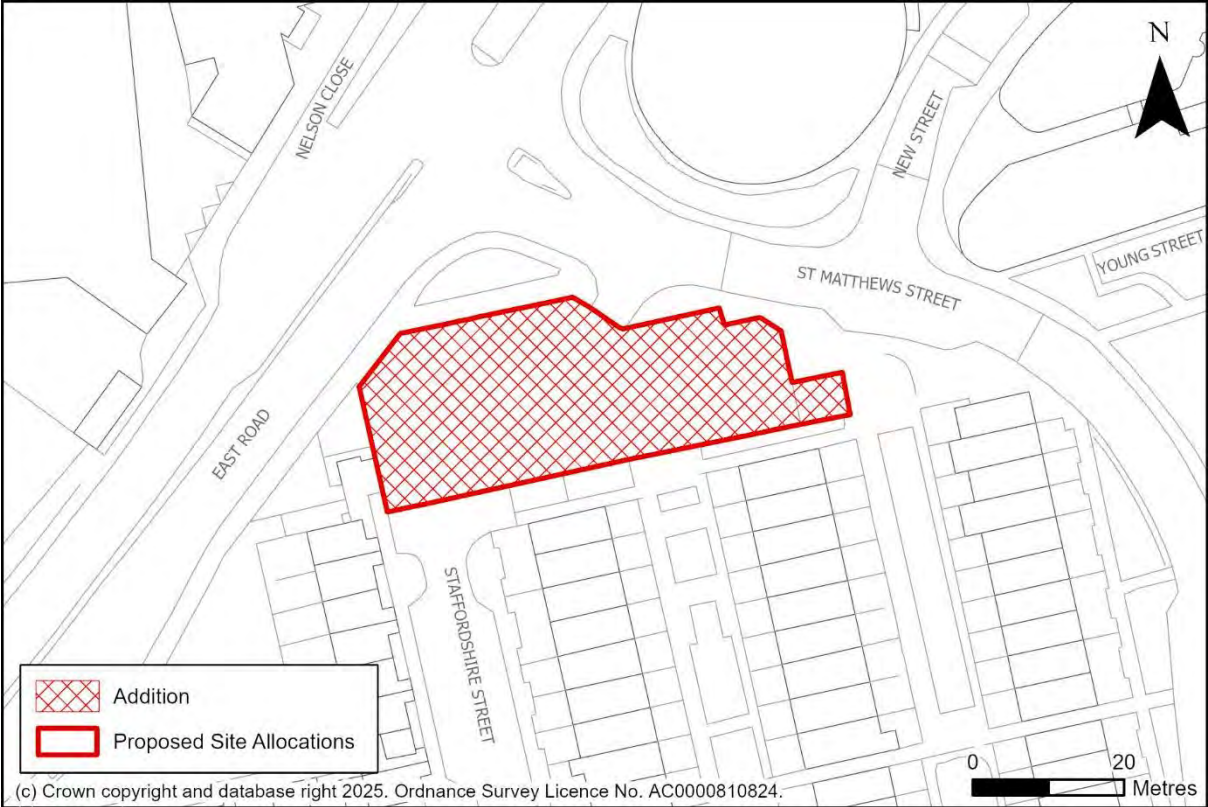 N
NELSON CLOSE
NEW STREET
YOUNG STREET
ST MATTHEWS STREET
EAST ROAD
STAFFORDSHIRE STREET
Addition
Proposed Site Allocations
0 20
Metres
(c) Crown copyright and database right 2025. Ordnance Survey Licence No. AC0000810824.